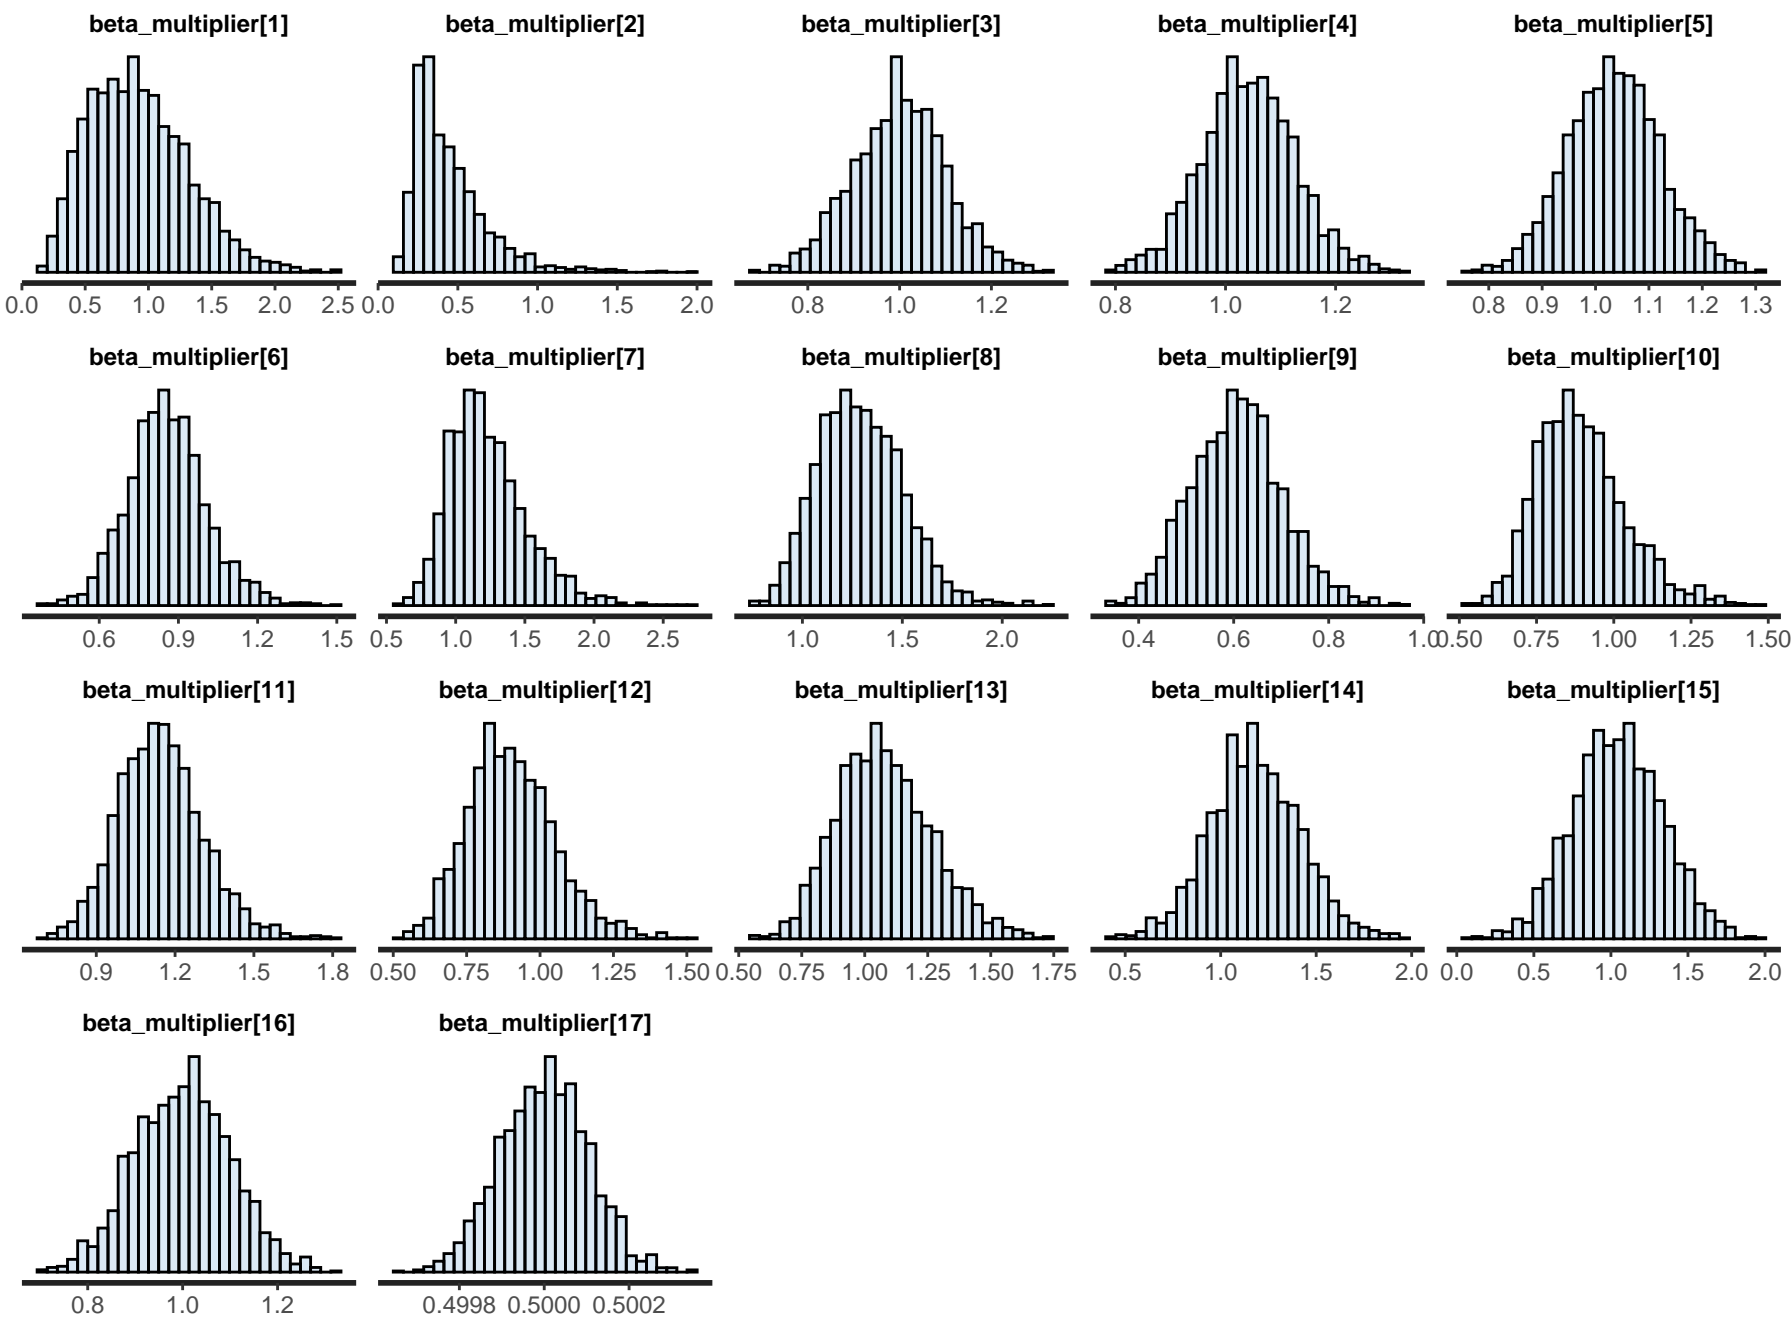 beta_multiplier[1] beta_multiplier[2] beta_multiplier[3] beta_multiplier[4] beta_multiplier[5]
0.0 0.5 1.0 1.5 2.0 2.5 0.0 0.5 1.0 1.5 2.0 0.8 1.0 1.2 0.8 1.0 1.2 0.8 0.9 1.0 1.1 1.2 1.3
beta_multiplier[6] beta_multiplier[7] beta_multiplier[8] beta_multiplier[9] beta_multiplier[10]
0.6 0.9 1.2 1.5 0.5 1.0 1.5 2.0 2.5 1.0 1.5 2.0 0.4 0.6 0.8 1.0 0.50 0.75 1.00 1.25 1.50
beta_multiplier[11] beta_multiplier[12] beta_multiplier[13] beta_multiplier[14] beta_multiplier[15]
0.9 1.2 1.5 1.8 0.50 0.75 1.00 1.25 1.50 0.50 0.75 1.00 1.25 1.50 1.75 0.5 1.0 1.5 2.0 0.0 0.5 1.0 1.5 2.0
beta_multiplier[16] beta_multiplier[17]
0.8 1.0 1.2 0.4998 0.5000 0.5002